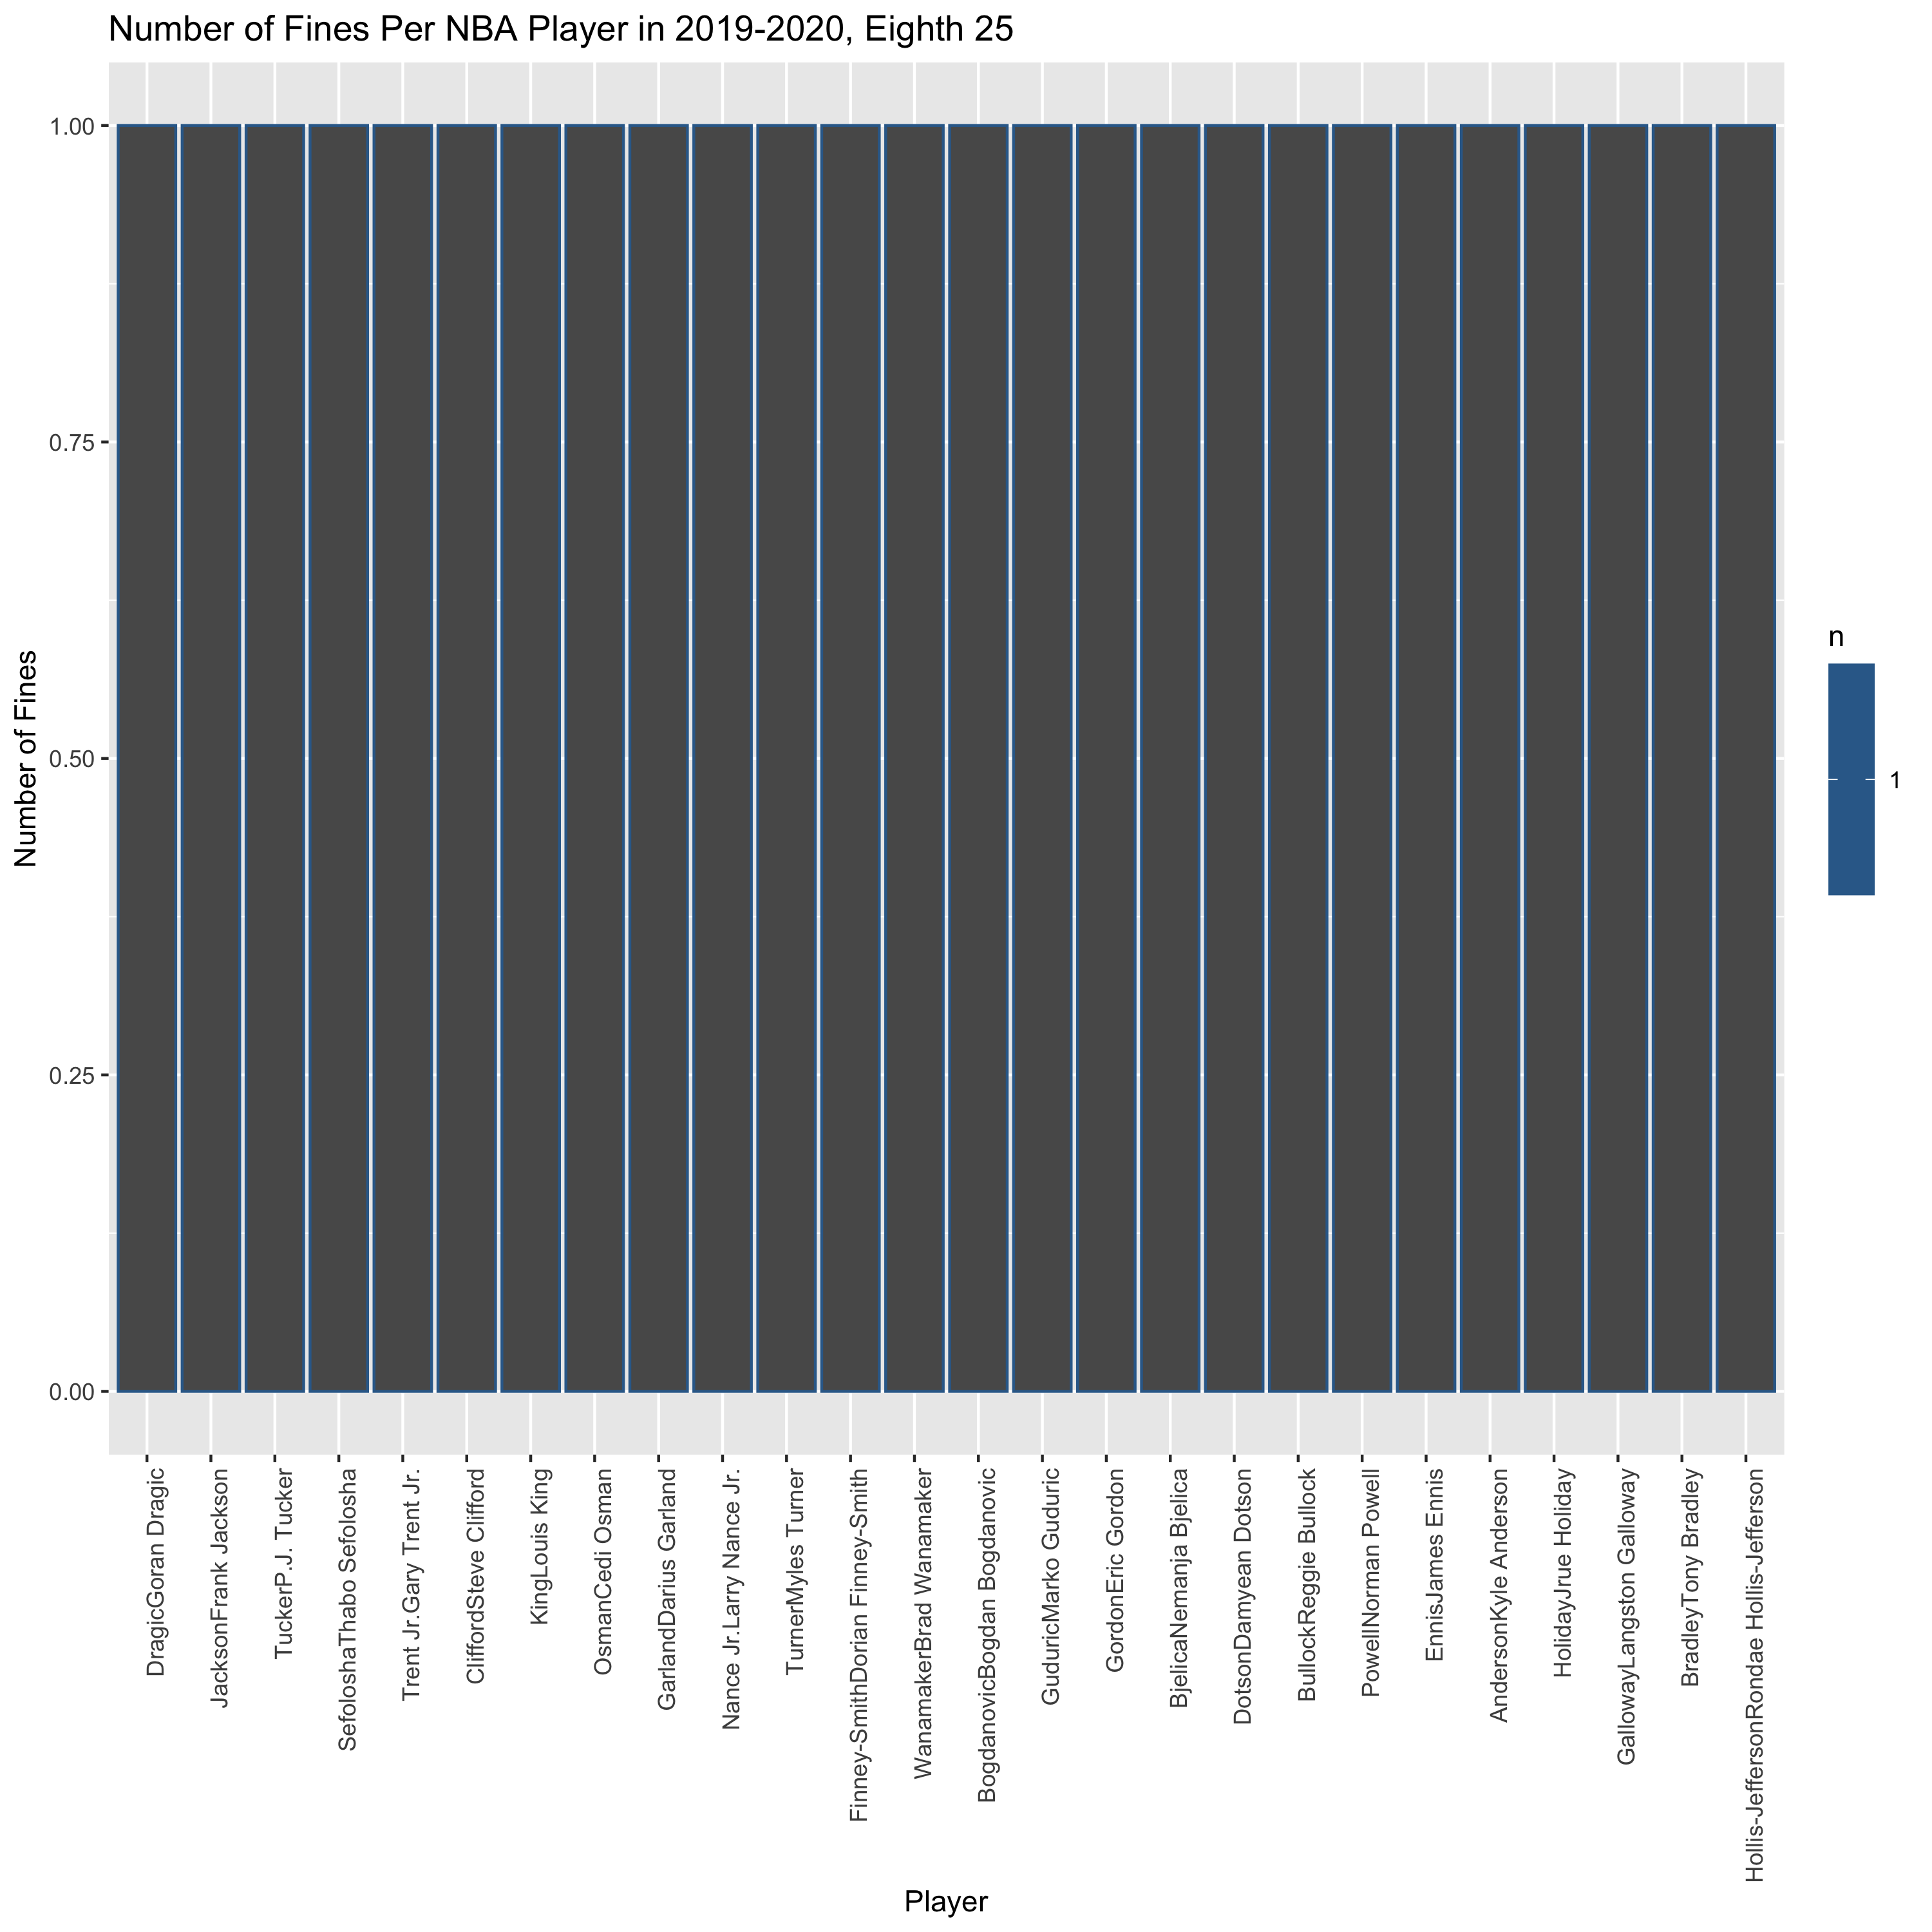 Number of Fines Per NBA Player in 2019-2020, Eighth 25
1.00
0.75
0.50
0.25
0.00
Number of Fines
n
1
DragicGoran Dragic
JacksonFrank Jackson
TuckerP.J. Tucker
SefoloshaThabo Sefolosha
Trent Jr.Gary Trent Jr.
CliffordSteve Clifford
KingLouis King
OsmanCedi Osman
GarlandDarius Garland
Nance Jr.Larry Nance Jr.
TurnerMyles Turner
Finney-SmithDorian Finney-Smith
WanamakerBrad Wanamaker
BogdanovicBogdan Bogdanovic
GuduricMarko Guduric
GordonEric Gordon
BjelicaNemanja Bjelica
DotsonDamyean Dotson
BullockReggie Bullock
PowellNorman Powell
EnnisJames Ennis
AndersonKyle Anderson
HolidayJrue Holiday
GallowayLangston Galloway
BradleyTony Bradley
Hollis-JeffersonRondae Hollis-Jefferson
Player